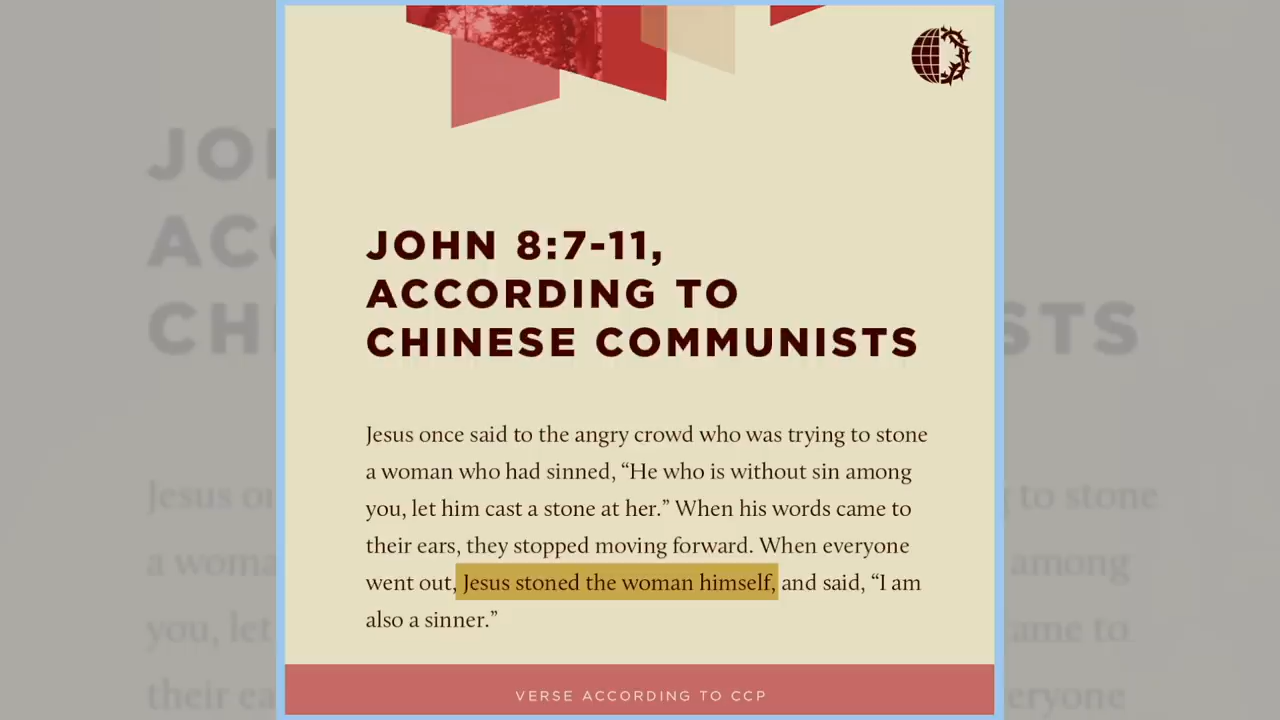 JOHN 8:7-11,
ACCORDING TO
CHINESE COMMUNISTS
Jesus once said to the angry crowd who was trying to stone
a woman who had sinned, “He who is without sin among
you, let him cast a stone at her.” When his words came to
their ears, they stopped moving forward. When everyone
went out, Jesus stoned the woman himself, and said, “I am
also a sinner.”
VERSE ACCORDING TO CCP